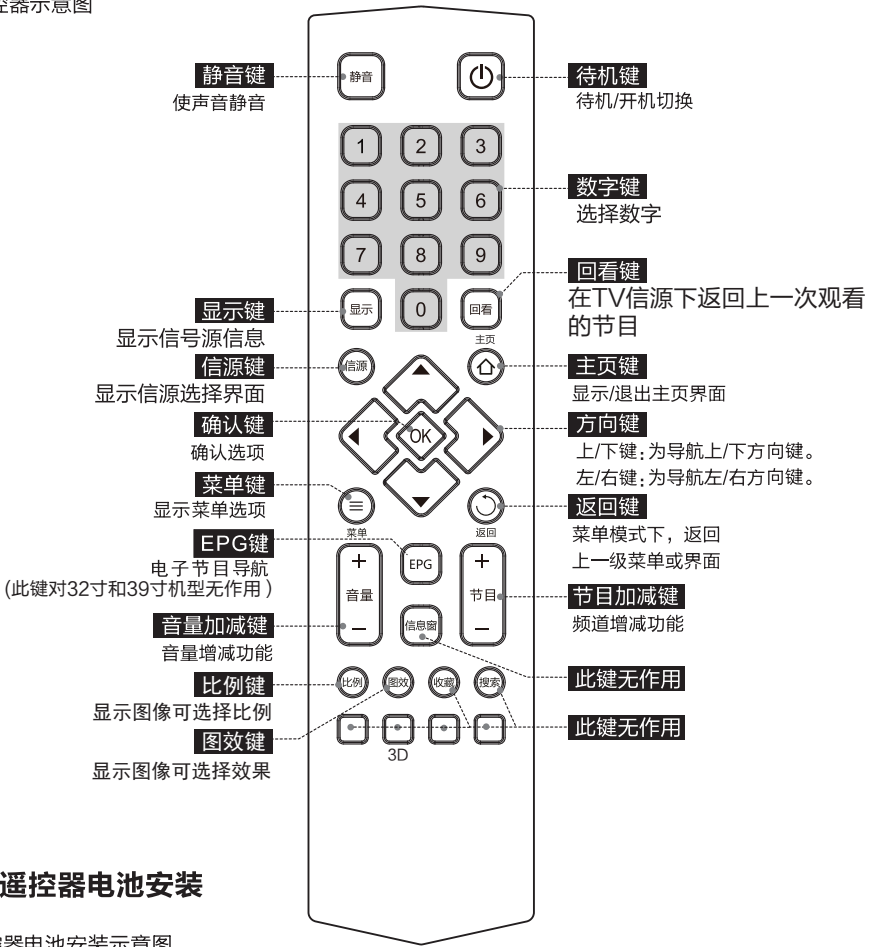 控器示意图
静音键
使声音静音
显示键
显示信号源信息
信源键
显示信源选择界面
确认键
确认选项
菜单键
显示菜单选项
EPG键
电子节目导航
(此键对32寸和39寸机型无作用)
音量加减键
音量增减功能
比例键
显示图像可选择比例
图效键
显示图像可选择效果
静音
1 2 3
4 5 6
7 8 9
显示 0 回看
主页
信源
OK
菜单 返回
+ EPG +
音量 节目
− 信息窗 −
比例 图效 收藏 搜索
3D
待机键
待机/开机切换
数字键
选择数字
回看键
在TV信源下返回上一次观看
的节目
主页键
显示/退出主页界面
方向键
上/下键:为导航上/下方向键。
左/右键:为导航左/右方向键。
返回键
菜单模式下，返回
上一级菜单或界面
节目加减键
频道增减功能
此键无作用
此键无作用
遥控器电池安装
控器电池安装示意图